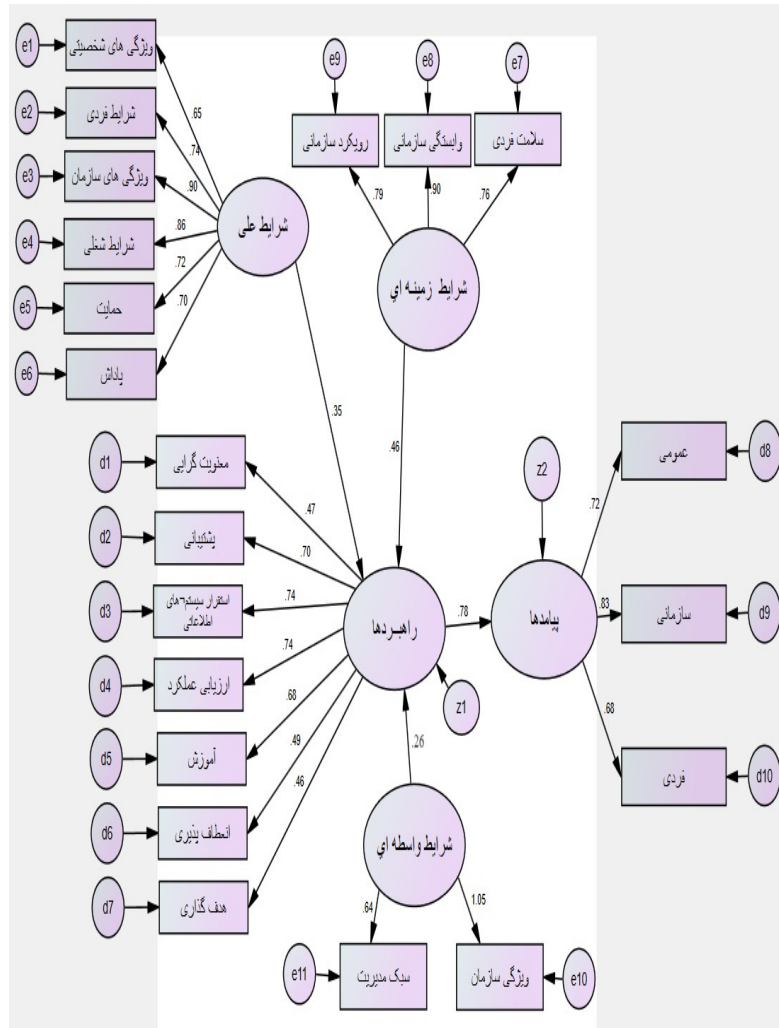 e1
ویژگی های شخصیتی
e2
شرایط فردی
e3
ویژگی های سازمان
e4
شرایط شغلی
e5
حمایت
e6
پاداش
.65
.74
.90
.86
.72
.70
شرایط علی
e9
e8
e7
رویکرد سازمانی
وابستگی سازمانی
سلامت فردی
.79
.90
.76
شرایط زمینه اي
.35
.46
d1
معنویت گرایی
d2
پشتیبانی
d3
استقرار سیستم¬های
اطلاعاتی
d4
ارزیابی عملکرد
d5
آموزش
d6
انعطاف پذیری
d7
هدف گذاری
.47
.70
.74
.74
.68
.49
.46
راهبردها
z1
.78
z2
پیامدها
.72
.83
.68
عمومی
d8
سازمانی
d9
فردی
d10
.26
شرایط واسطه اي
.64
1.05
e11
سبک مدیریت
ویژگی سازمان
e10